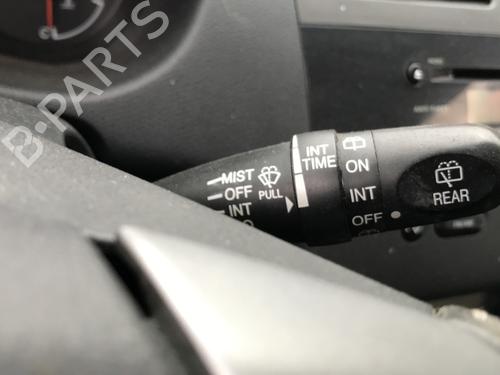 C
B-PARTS
MIST
OFF
INT
PULL
INT
TIME
ON
INT
OFF
REAR